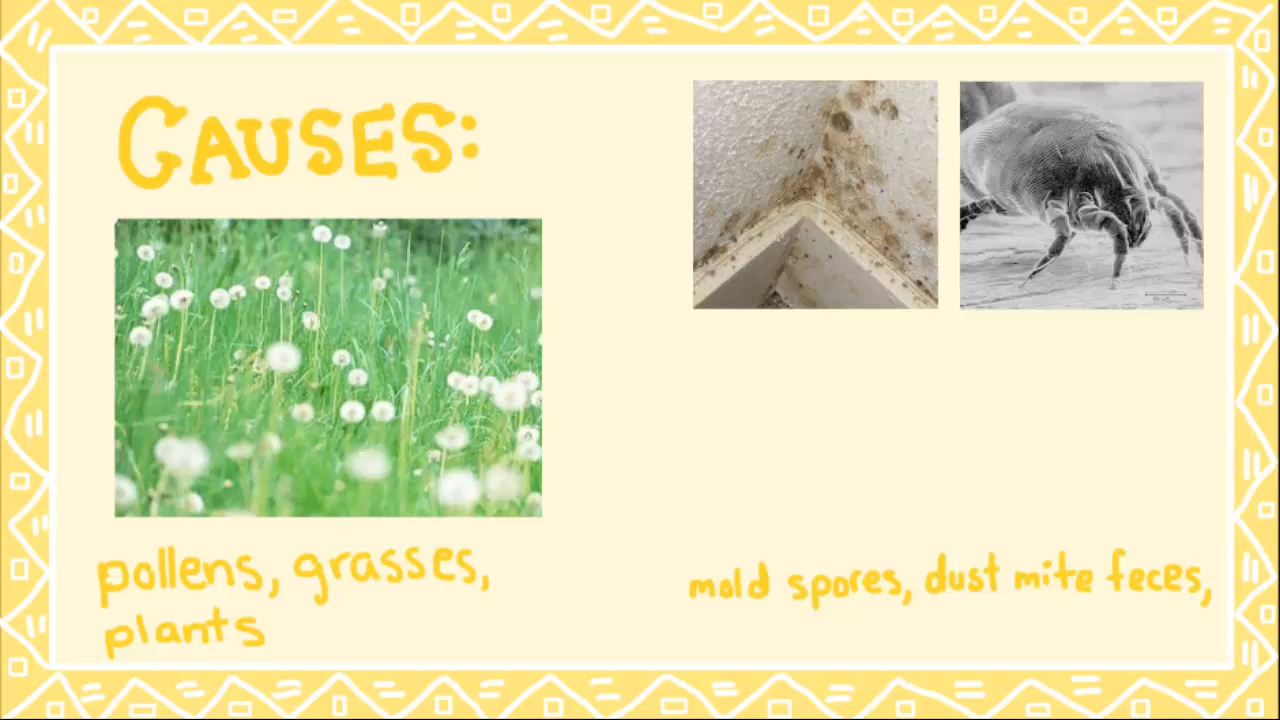 CAUSES:
pollens, grasses,
plants
mold spores, dust mite feces,